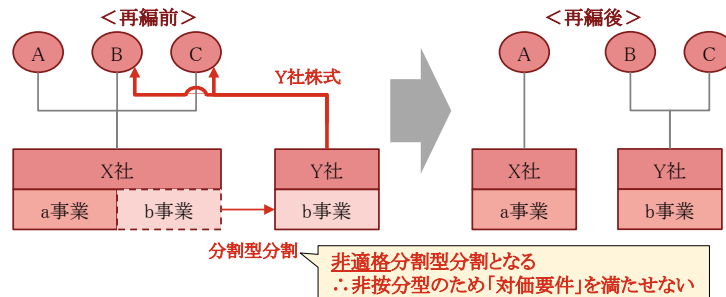 ＜再編前＞
＜再編後＞
A
B
C
A
B
C
Y社株式
X社
Y社
X社
Y社
a事業
b事業
b事業
a事業
b事業
分割型分割
非適格分割型分割となる
∴非按分型のため「対価要件」を満たせない